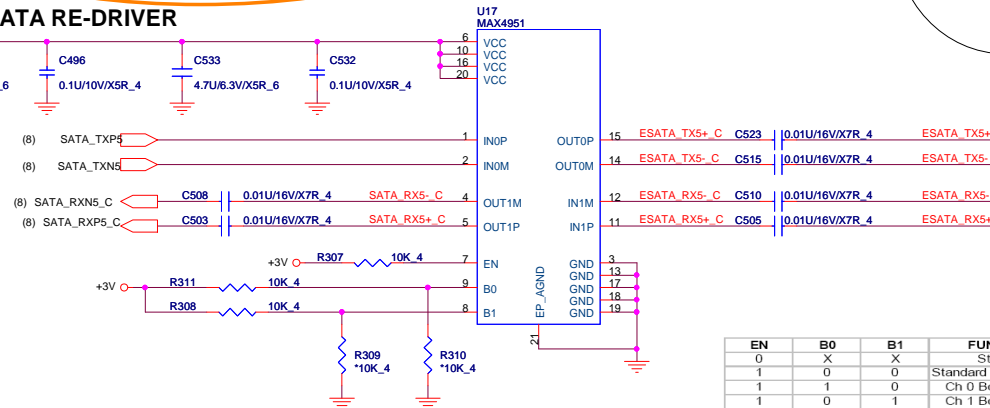 ATA RE-DRIVER
U17
MAX4951
C496
0.1U/10V/X5R_4
C533
4.7U/6.3V/X5R_6
C532
0.1U/10V/X5R_4
_6
6 VCC
10 VCC
16 VCC
20 VCC
(8) SATA_TXP5 1 IN0P OUT0P 15 ESATA_TX5+_C C523 0.01U/16V/X7R_4 ESATA_TX5+
(8) SATA_TXN5 2 IN0M OUT0M 14 ESATA_TX5-_C C515 0.01U/16V/X7R_4 ESATA_TX5-
(8) SATA_RXN5_C C508 0.01U/16V/X7R_4 SATA_RX5-_C 4 OUT1M IN1M 12 ESATA_RX5-_C C510 0.01U/16V/X7R_4 ESATA_RX5-
(8) SATA_RXP5_C C503 0.01U/16V/X7R_4 SATA_RX5+_C 5 OUT1P IN1P 11 ESATA_RX5+_C C505 0.01U/16V/X7R_4 ESATA_RX5+
+3V R307 10K_4 7 EN GND 3
GND 13
+3V R311 10K_4 9 B0 GND 17
GND 18
R308 10K_4 8 B1 GND 19
EP_AGND
21
R309
*10K_4
R310
*10K_4
EN B0 B1 FUN
0 X X St
1 0 0 Standard
1 1 0 Ch 0 Bo
1 0 1 Ch 1 Bo